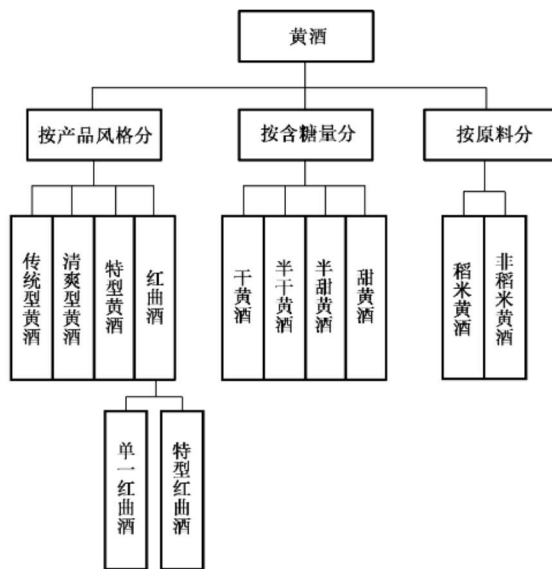 黄酒
按产品风格分
按含糖量分
按原料分
传统型黄酒
清爽型黄酒
特型黄酒
红曲酒
干黄酒
半干黄酒
半甜黄酒
甜黄酒
稻米黄酒
非稻米黄酒
单一红曲酒
特型红曲酒